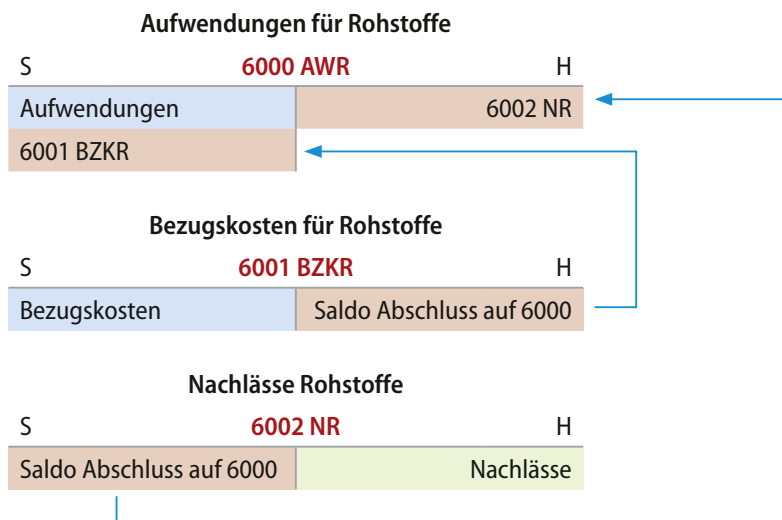 Aufwendungen für Rohstoffe
S 6000 AWR H
Aufwendungen 6002 NR
6001 BZKR
Bezugskosten für Rohstoffe
S 6001 BZKR H
Bezugskosten Saldo Abschluss auf 6000
Nachlässe Rohstoffe
S 6002 NR H
Saldo Abschluss auf 6000 Nachlässe